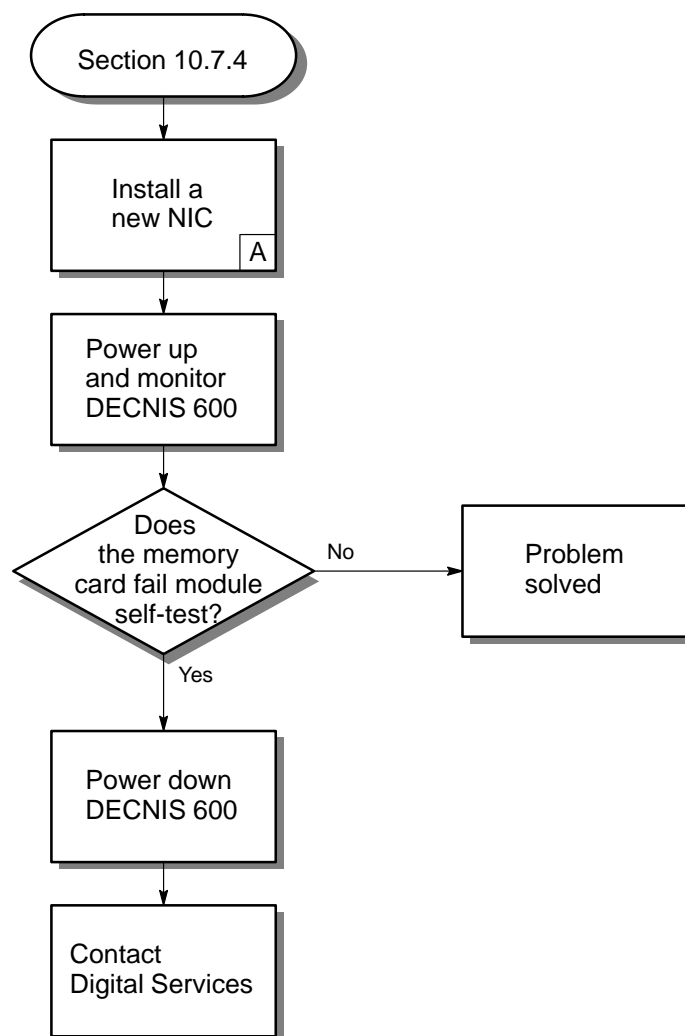 Section 10.7.4
Install a
new NIC
A
Power up
and monitor
DECNIS 600
Does
the memory
card fail module
self-test?
No
Problem
solved
Yes
Power down
DECNIS 600
Contact
Digital Services